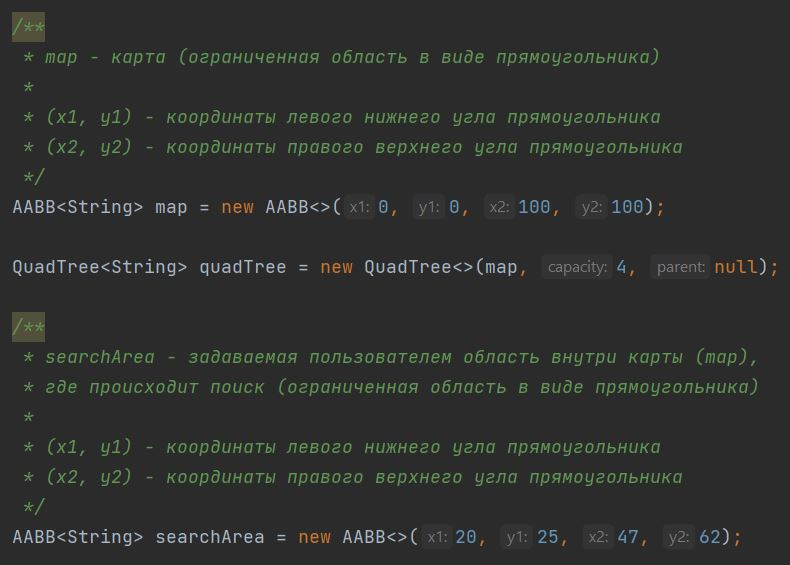 /**
* map - карта (ограниченная область в виде прямоугольника)
*
* (x1, y1) - координаты левого нижнего угла прямоугольника
* (x2, y2) - координаты правого верхнего угла прямоугольника
*/
AABB<String> map = new AABB<>( x1: 0, y1: 0, x2: 100, y2: 100);
QuadTree<String> quadTree = new QuadTree<>(map, capacity: 4, parent: null);
/**
* searchArea - задаваемая пользователем область внутри карты (map),
* где происходит поиск (ограниченная область в виде прямоугольника)
*
* (x1, y1) - координаты левого нижнего угла прямоугольника
* (x2, y2) - координаты правого верхнего угла прямоугольника
*/
AABB<String> searchArea = new AABB<>( x1: 20, y1: 25, x2: 47, y2: 62);